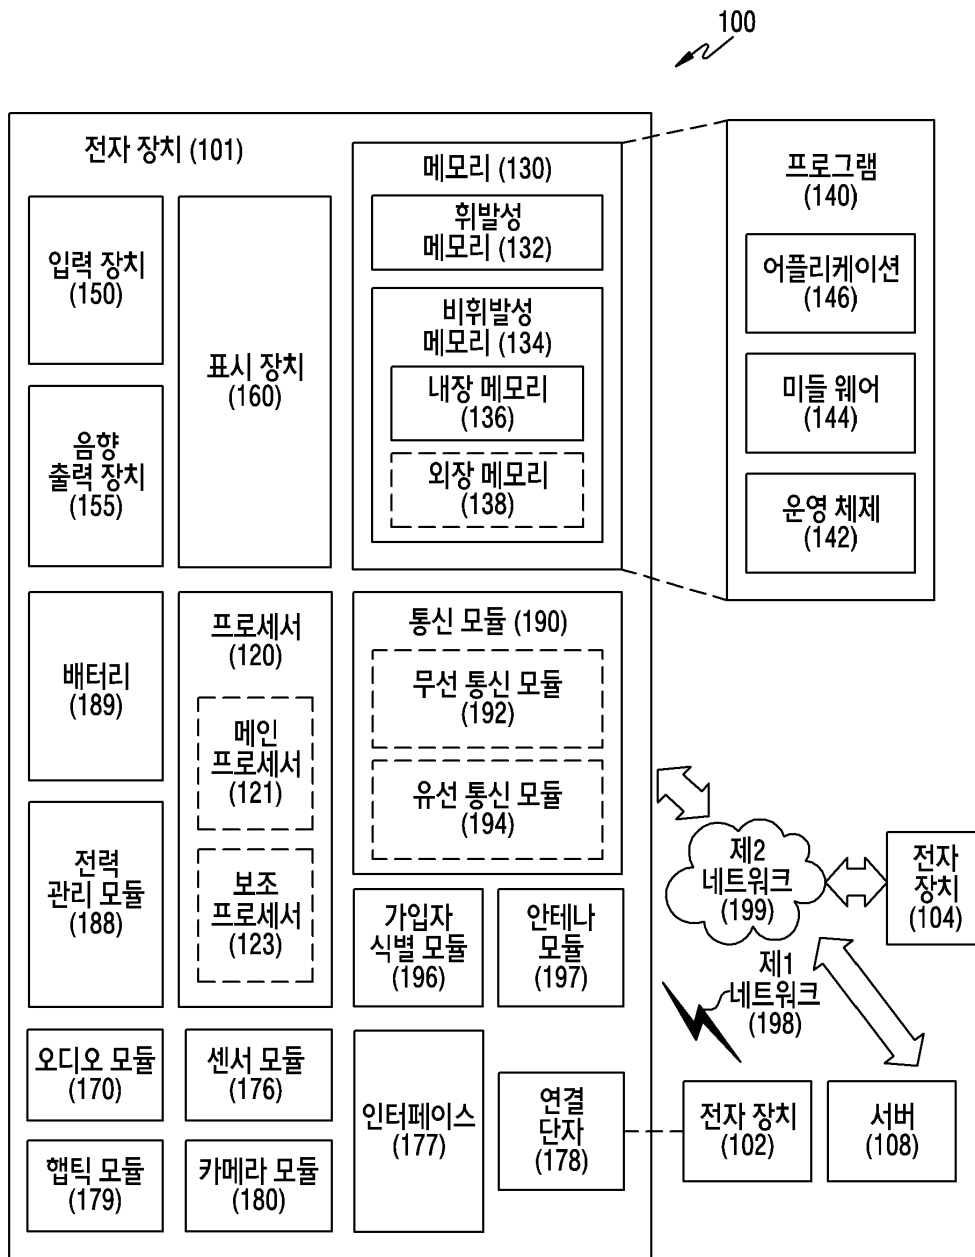 100
전자 장치 (101)
입력 장치
(150)
음향
출력 장치
(155)
표시 장치
(160)
메모리 (130)
휘발성
메모리 (132)
비휘발성
메모리 (134)
내장 메모리
(136)
외장 메모리
(138)
프로그램
(140)
어플리케이션
(146)
미들 웨어
(144)
운영 체제
(142)
배터리
(189)
전력
관리 모듈
(188)
프로세서
(120)
메인
프로세서
(121)
보조
프로세서
(123)
통신 모듈 (190)
무선 통신 모듈
(192)
유선 통신 모듈
(194)
가입자
식별 모듈
(196)
안테나
모듈
(197)
제2
네트워크
(199)
전자
장치
(104)
제1
네트워크
(198)
오디오 모듈
(170)
센서 모듈
(176)
햅틱 모듈
(179)
카메라 모듈
(180)
인터페이스
(177)
연결
단자
(178)
전자 장치
(102)
서버
(108)